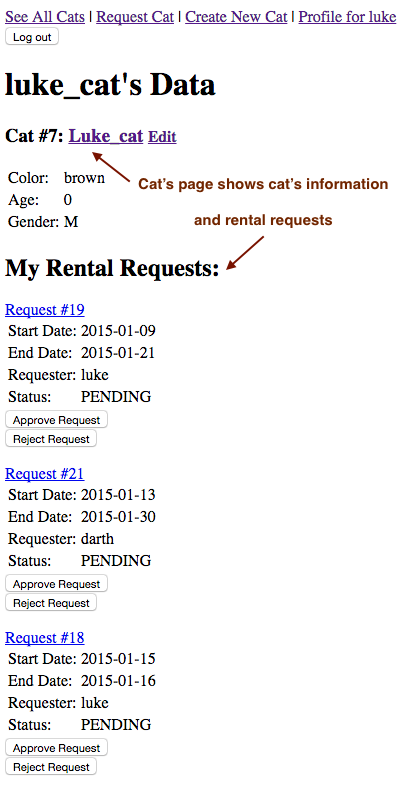 See All Cats | Request Cat | Create New Cat | Profile for luke
Log out
luke_cat's Data
Cat #7: Luke_cat Edit
Color: brown
Age: 0
Gender: M
Cat's page shows cat's information
and rental requests
My Rental Requests:
Request #19
Start Date: 2015-01-09
End Date: 2015-01-21
Requester: luke
Status: PENDING
Approve Request
Reject Request
Request #21
Start Date: 2015-01-13
End Date: 2015-01-30
Requester: darth
Status: PENDING
Approve Request
Reject Request
Request #18
Start Date: 2015-01-15
End Date: 2015-01-16
Requester: luke
Status: PENDING
Approve Request
Reject Request